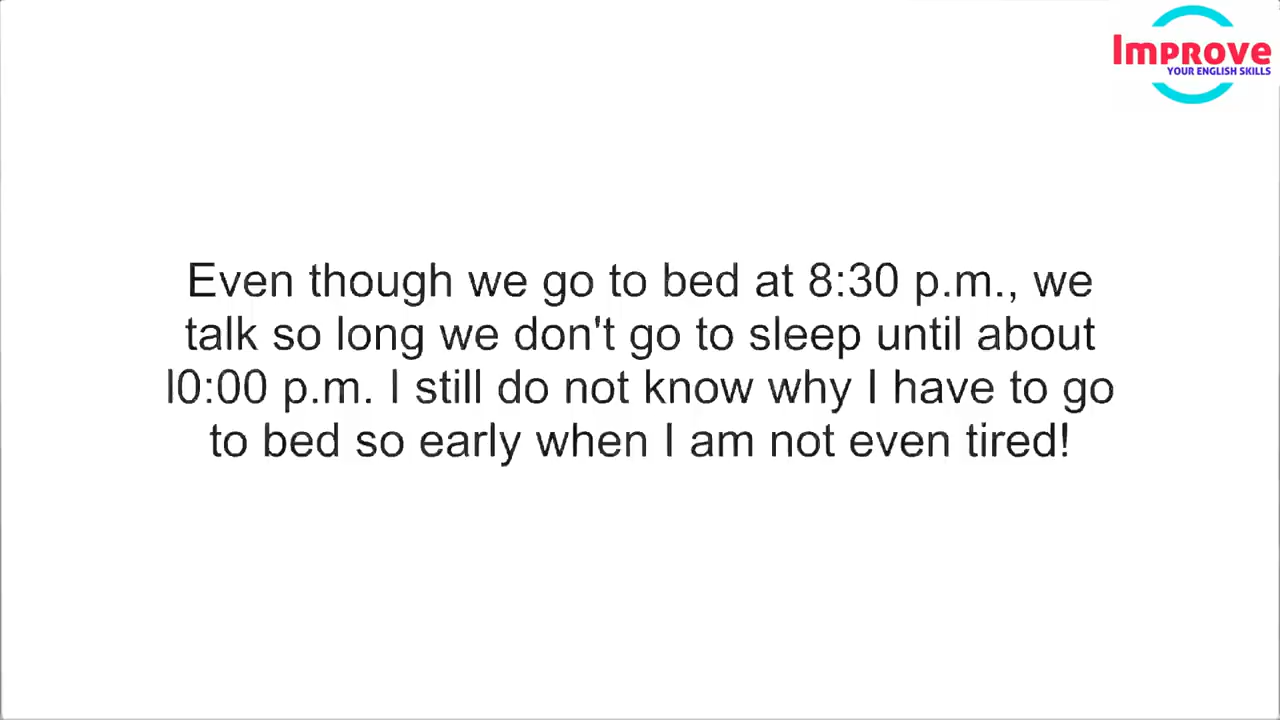 Improve
YOUR ENGLISH SKILLS
Even though we go to bed at 8:30 p.m., we
talk so long we don't go to sleep until about
l0:00 p.m. I still do not know why I have to go
to bed so early when I am not even tired!